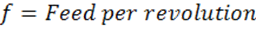 f = Feed per revolution